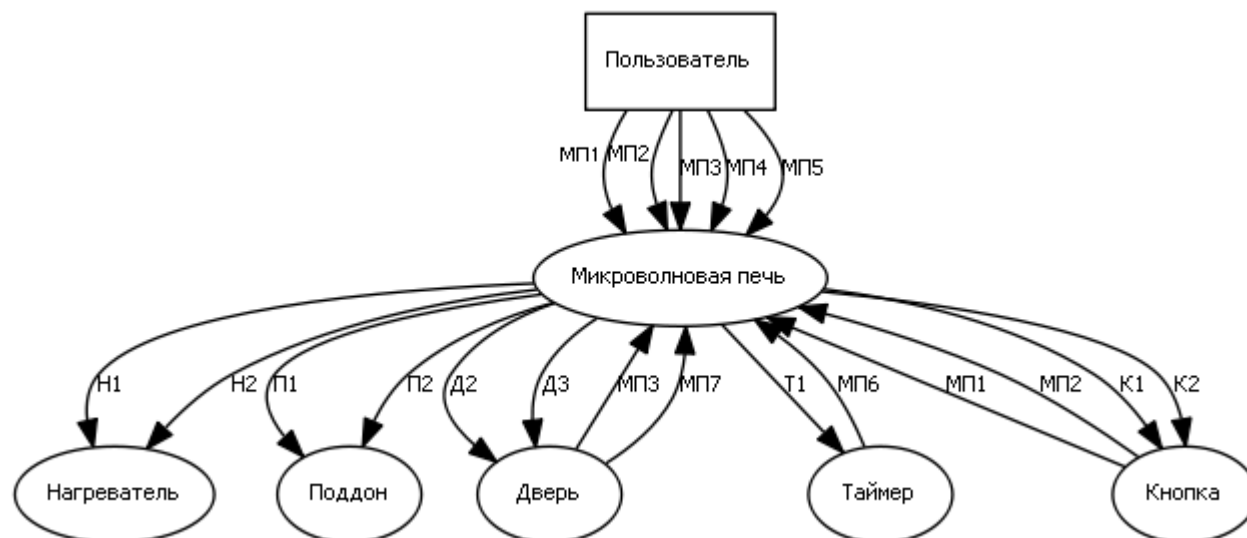 Пользователь
МП1
МП2
МП3
МП4
МП5
Микроволновая печь
Н1
Н2
П1
П2
Д2
Д3
МП3
МП7
Т1
МП6
МП1
МП2
К1
К2
Нагреватель
Поддон
Дверь
Таймер
Кнопка